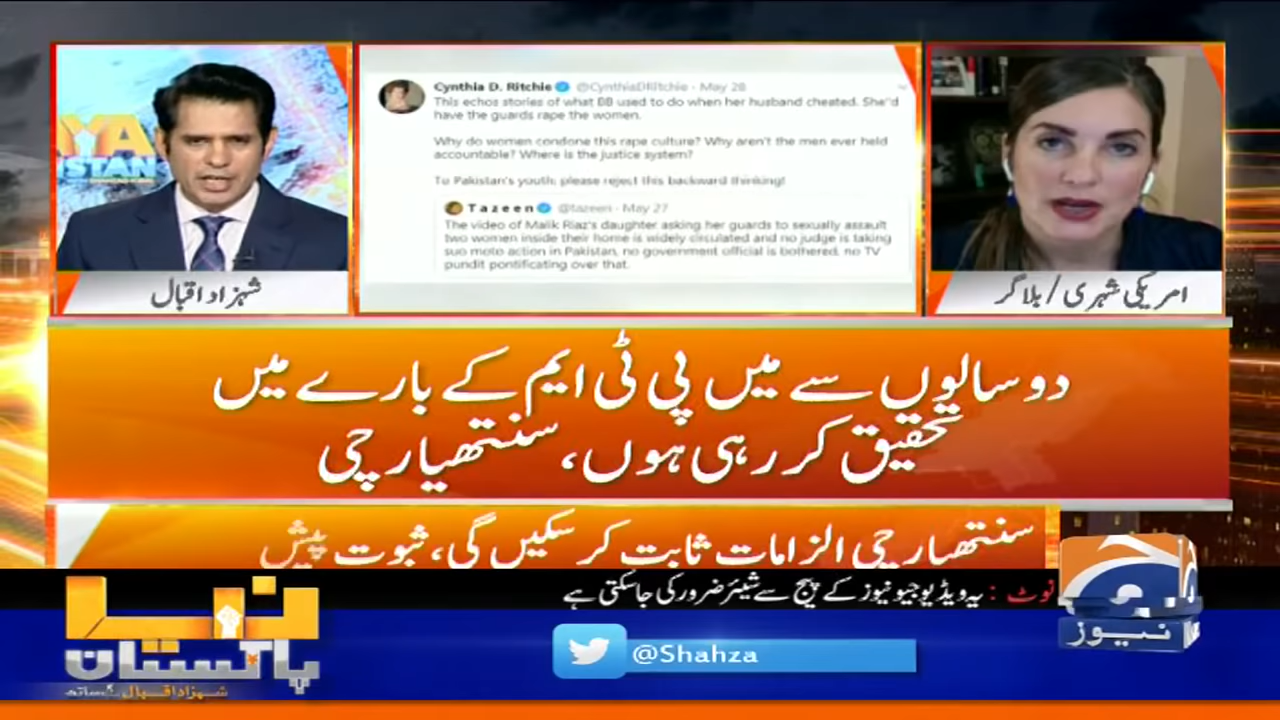 AYA
Cynthia D. Ritchie @CynthiaDRitchie · May 28
This echos stories of what BB used to do when her husband cheated. She"d
have the guards rape the women.
Why do women condone this rape culture? Why aren't the men ever held
accountable? Where is the justice system?
To Pakistan's youth: please reject this backward thinking!
Tazeen @tazeen · May 27
The video of Malik Riaz's daughter asking her guards to sexually assault
two women inside their home is widely circulated and no judge is taking
suo moto action in Pakistan, no government official is bothered, no TV
pundit pontificating over that.
شہزاد اقبال
امریکی شہری / بلاگر
دو سالوں سے میں پی ٹی ایم کے بارے میں
تحقیق کر رہی ہوں، سنتھیا رچی
سنتھیا رچی الزامات ثابت کر سکیں گی، ثبوت پیش
نوٹ : یہ ویڈیو جیو نیوز کے پیج سے شیئر ضرور کی جاسکتی ہے
نیا
پاکستان
شہزاد اقبال کے ساتھ
@Shahza
جیو
نیوز